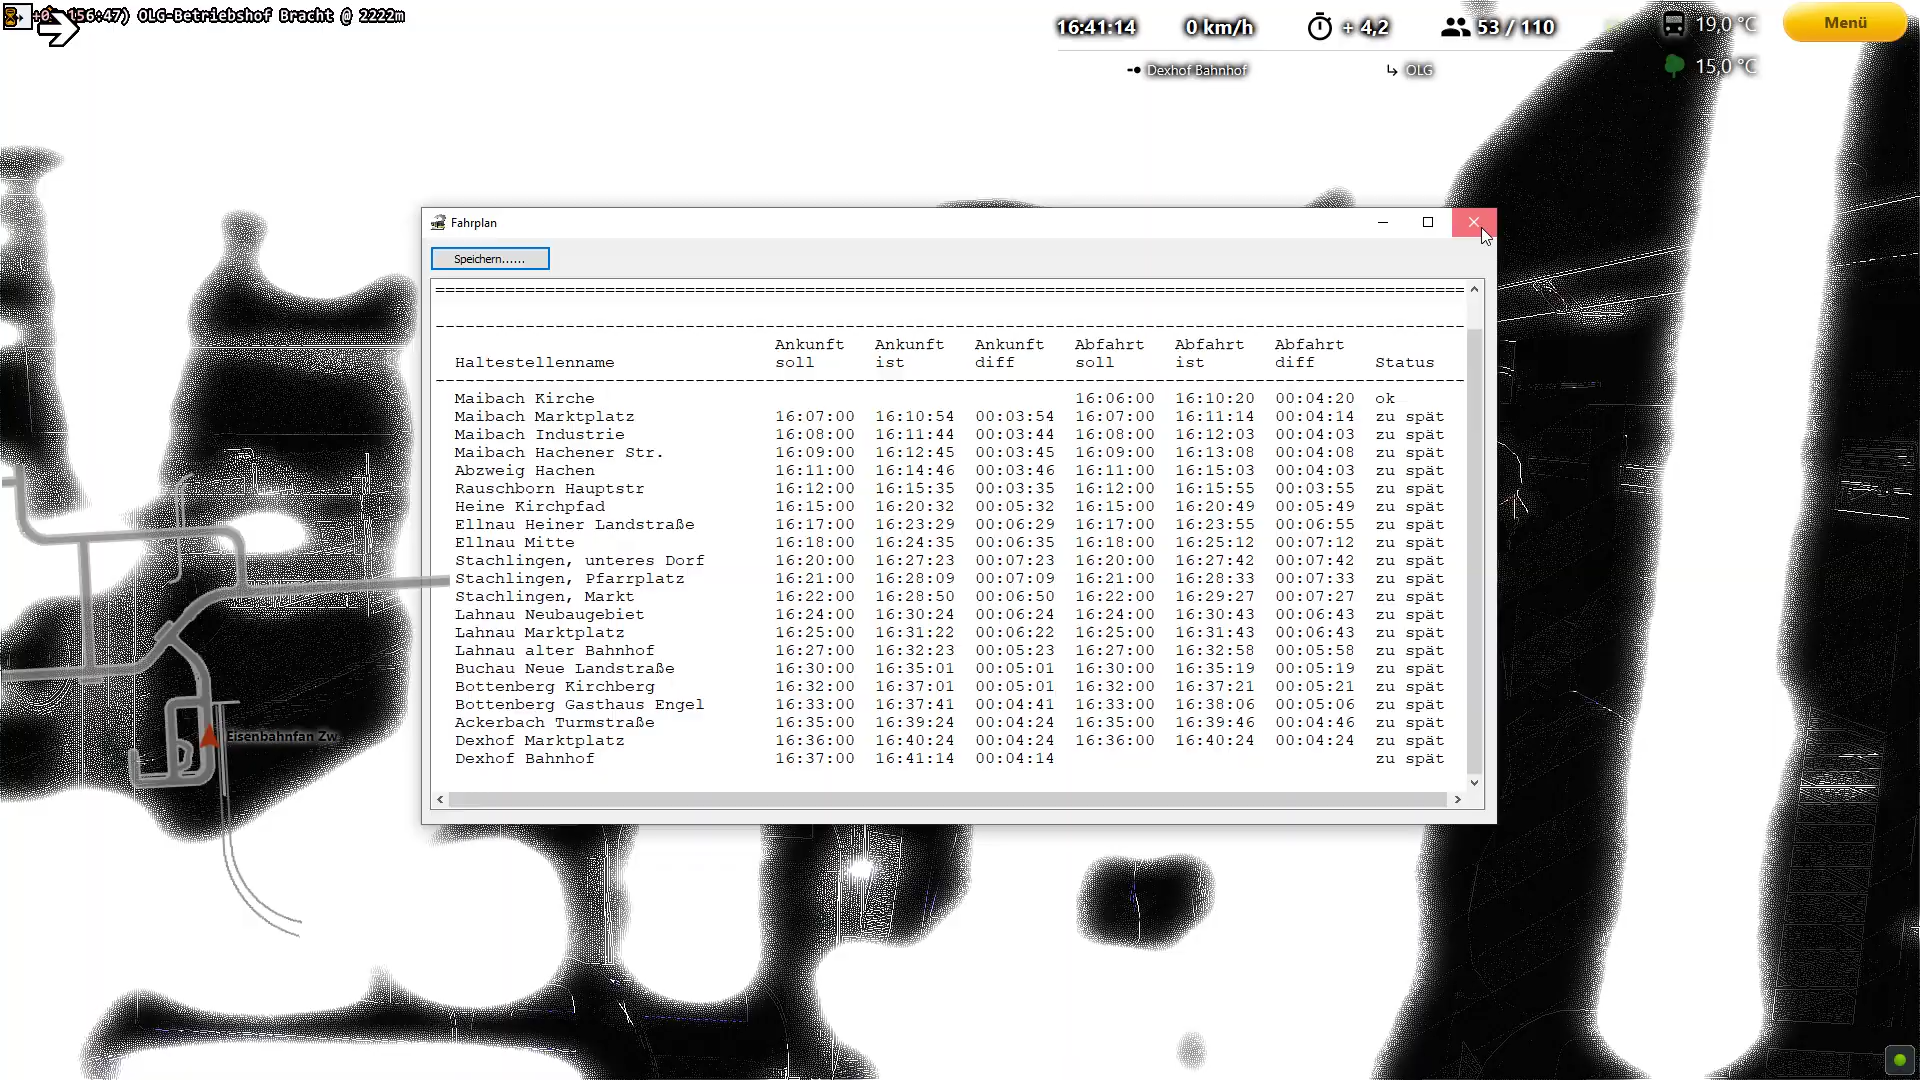 156:47) OLG-Betriebshof Bracht @ 2222m
16:41:14 0 km/h + 4,2 53 / 110 19,0 °C Menü
Dexhof Bahnhof OLG 15,0 °C
Fahrplan
Speichern......
Ankunft Ankunft Ankunft Abfahrt Abfahrt Abfahrt
Haltestellenname soll ist diff soll ist diff Status
Maibach Kirche 16:06:00 16:10:20 00:04:20 ok
Maibach Marktplatz 16:07:00 16:10:54 00:03:54 16:07:00 16:11:14 00:04:14 zu spät
Maibach Industrie 16:08:00 16:11:44 00:03:44 16:08:00 16:12:03 00:04:03 zu spät
Maibach Hachener Str. 16:09:00 16:12:45 00:03:45 16:09:00 16:13:08 00:04:08 zu spät
Abzweig Hachen 16:11:00 16:14:46 00:03:46 16:11:00 16:15:03 00:04:03 zu spät
Rauschborn Hauptstr 16:12:00 16:15:35 00:03:35 16:12:00 16:15:55 00:03:55 zu spät
Heine Kirchpfad 16:15:00 16:20:32 00:05:32 16:15:00 16:20:49 00:05:49 zu spät
Ellnau Heiner Landstraße 16:17:00 16:23:29 00:06:29 16:17:00 16:23:55 00:06:55 zu spät
Ellnau Mitte 16:18:00 16:24:35 00:06:35 16:18:00 16:25:12 00:07:12 zu spät
Stachlingen, unteres Dorf 16:20:00 16:27:23 00:07:23 16:20:00 16:27:42 00:07:42 zu spät
Stachlingen, Pfarrplatz 16:21:00 16:28:09 00:07:09 16:21:00 16:28:33 00:07:33 zu spät
Stachlingen, Markt 16:22:00 16:28:50 00:06:50 16:22:00 16:29:27 00:07:27 zu spät
Lahnau Neubaugebiet 16:24:00 16:30:24 00:06:24 16:24:00 16:30:43 00:06:43 zu spät
Lahnau Marktplatz 16:25:00 16:31:22 00:06:22 16:25:00 16:31:43 00:06:43 zu spät
Lahnau alter Bahnhof 16:27:00 16:32:23 00:05:23 16:27:00 16:32:58 00:05:58 zu spät
Buchau Neue Landstraße 16:30:00 16:35:01 00:05:01 16:30:00 16:35:19 00:05:19 zu spät
Bottenberg Kirchberg 16:32:00 16:37:01 00:05:01 16:32:00 16:37:21 00:05:21 zu spät
Bottenberg Gasthaus Engel 16:33:00 16:37:41 00:04:41 16:33:00 16:38:06 00:05:06 zu spät
Ackerbach Turmstraße 16:35:00 16:39:24 00:04:24 16:35:00 16:39:46 00:04:46 zu spät
Dexhof Marktplatz 16:36:00 16:40:24 00:04:24 16:36:00 16:40:24 00:04:24 zu spät
Dexhof Bahnhof 16:37:00 16:41:14 00:04:14 zu spät
Eisenbahnfan Zw.